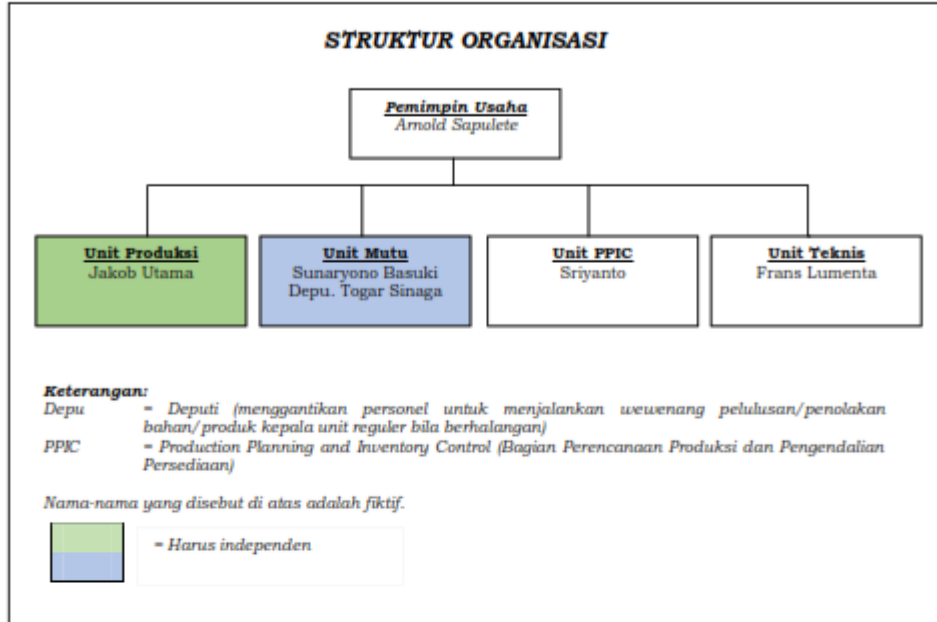 STRUKTUR ORGANISASI
Pemimpin Usaha
Arnold Sapulete
Unit Produksi
Jakob Utama
Unit Mutu
Sunaryono Basuki
Depu. Togar Sinaga
Unit PPIC
Sriyanto
Unit Teknis
Frans Lumenta
Keterangan:
Depu = Deputi (menggantikan personel untuk menjalankan wewenang pelulusan/penolakan
bahan/produk kepala unit reguler bila berhalangan)
PPIC = Production Planning and Inventory Control (Bagian Perencanaan Produksi dan Pengendalian
Persediaan)
Nama-nama yang disebut di atas adalah fiktif.
= Harus independen